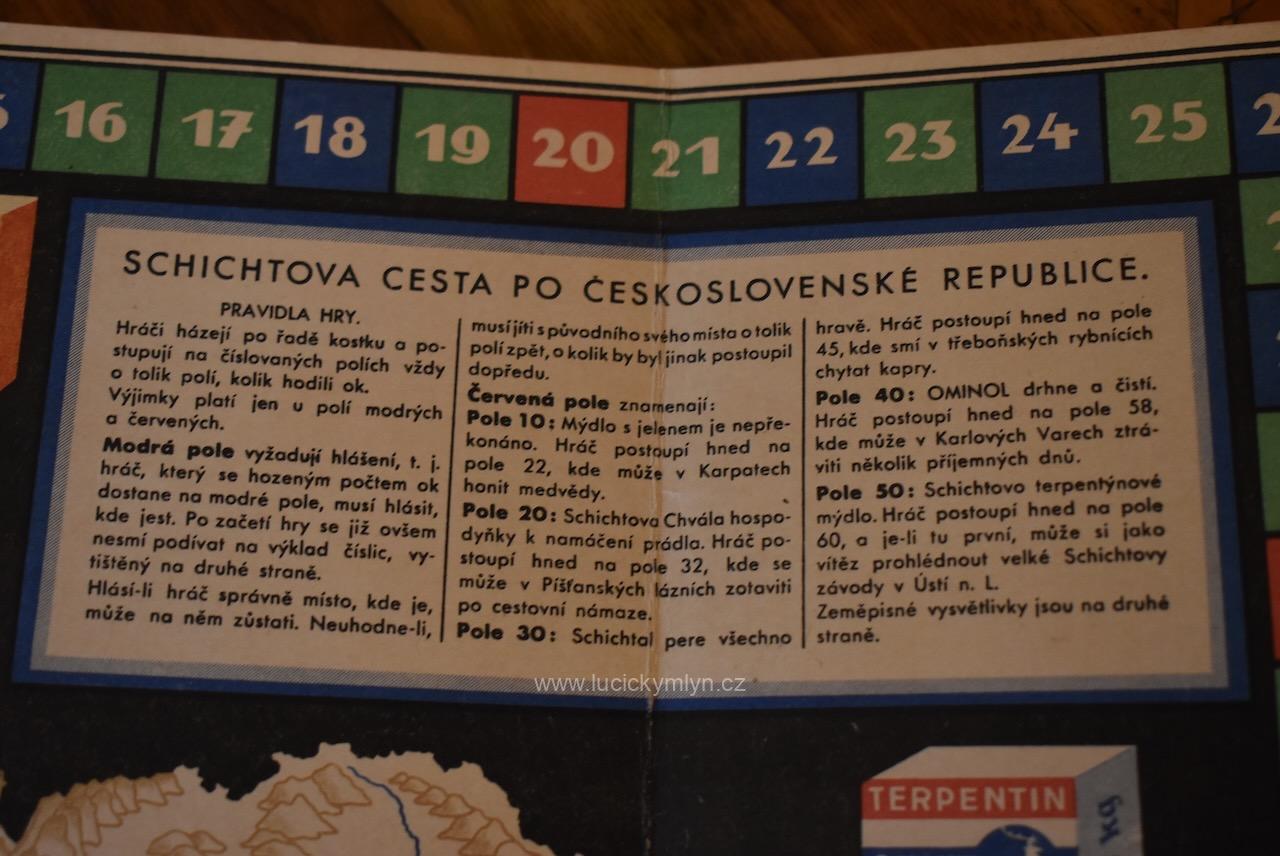 16 17 18 19 20 21 22 23 24 25
SCHICHTOVA CESTA PO ČESKOSLOVENSKÉ REPUBLICE.
PRAVIDLA HRY.
Hráči házejí po řadě kostku a po-
stupují na číslovaných polích vždy
o tolik polí, kolik hodili ok.
Výjimky platí jen u polí modrých
a červených.
Modrá pole vyžadují hlášení, t. j.
hráč, který se hozeným počtem ok
dostane na modré pole, musí hlásit,
kde jest. Po začetí hry se již ovšem
nesmí podívat na výklad číslic, vy-
tištěný na druhé straně.
Hlásí-li hráč správně místo, kde je,
může na něm zůstati. Neuhodne-li,
musí jíti s původního svého místa o tolik
polí zpět, o kolik by byl jinak postoupil
dopředu.
Červená pole znamenají:
Pole 10: Mýdlo s jelenem je nepře-
konáno. Hráč postoupí hned na
pole 22, kde může v Karpatech
honit medvědy.
Pole 20: Schichtova Chvála hospo-
dyňky k namáčení prádla. Hráč po-
stoupí hned na pole 32, kde se
může v Píšťanských lázních zotaviti
po cestovní námaze.
Pole 30: Schichtal pere všechno
hravě. Hráč postoupí hned na pole
45, kde smí v třeboňských rybnících
chytat kapry.
Pole 40: OMINOL drhne a čistí.
Hráč postoupí hned na pole 58,
kde může v Karlových Varech ztrá-
viti několik příjemných dnů.
Pole 50: Schichtovo terpentýnové
mýdlo. Hráč postoupí hned na pole
60, a je-li tu první, může si jako
vítěz prohlédnout velké Schichtovy
závody v Ústí n. L.
Zeměpisné vysvětlivky jsou na druhé
straně.
www.lucickymlyn.cz
TERPENTIN
kg